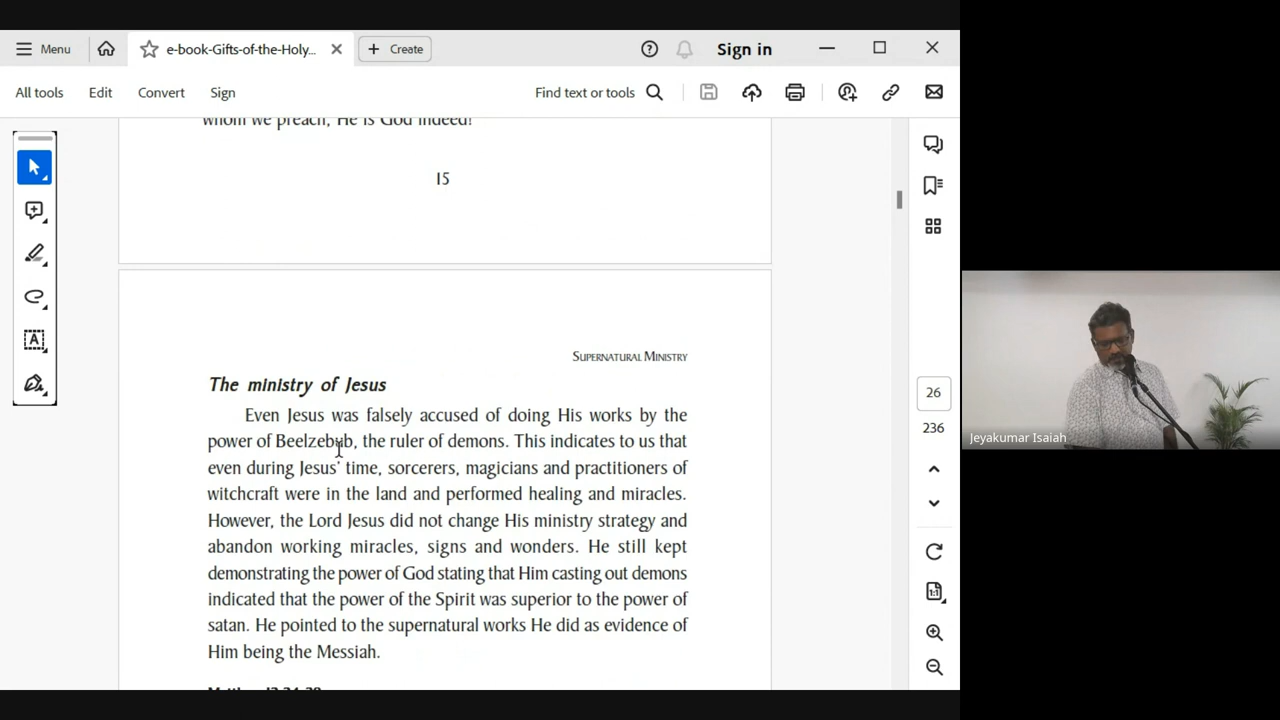 Menu
e-book-Gifts-of-the-Holy...
Create
Sign in
All tools
Edit
Convert
Sign
Find text or tools
whom we preach, He is God indeed!
15
SUPERNATURAL MINISTRY
The ministry of Jesus
Even Jesus was falsely accused of doing His works by the
power of Beelzebub, the ruler of demons. This indicates to us that
even during Jesus' time, sorcerers, magicians and practitioners of
witchcraft were in the land and performed healing and miracles.
However, the Lord Jesus did not change His ministry strategy and
abandon working miracles, signs and wonders. He still kept
demonstrating the power of God stating that Him casting out demons
indicated that the power of the Spirit was superior to the power of
satan. He pointed to the supernatural works He did as evidence of
Him being the Messiah.
26
236
Jeyakumar Isaiah